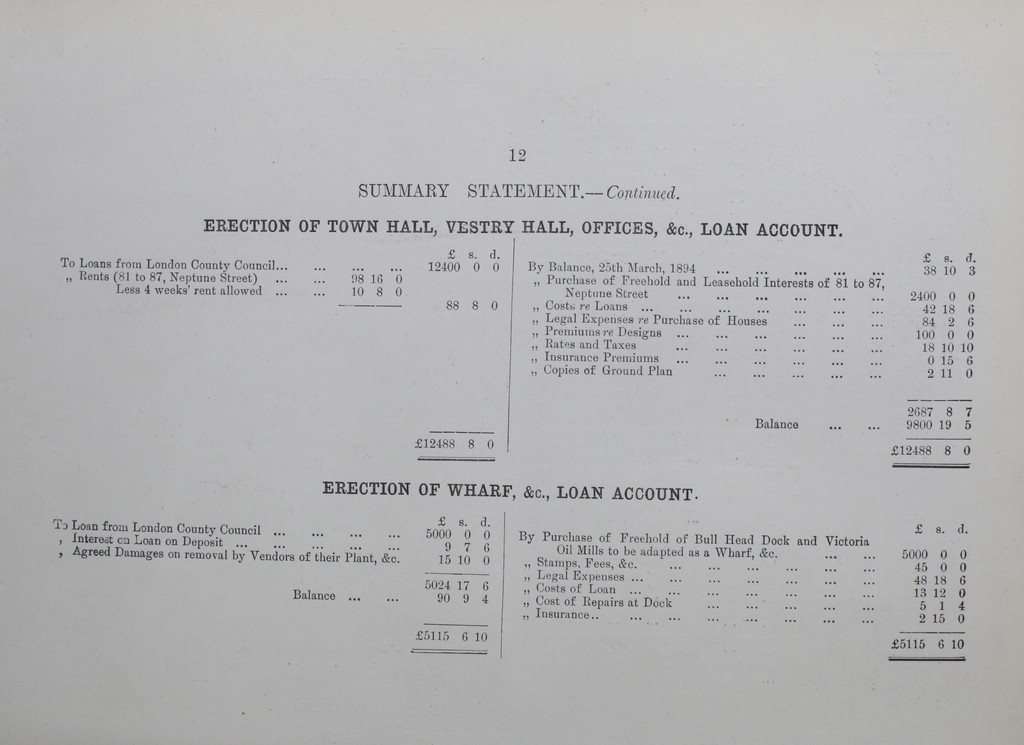 12
SUMMARY STATEMENT.—Continued.
ERECTION OF TOWN HALL, VESTRY HALL, OFFICES, &c., LOAN ACCOUNT.
£ s. d.
To Loans from London County Council... ... ... ... 12400 0 0
„ Rents (81 to 87, Neptune Street) ... ... 98 16 0
Less 4 weeks' rent allowed ... ... 10 8 0
88 8 0
£12488 8 0
£ s. d.
By Balance, 25th March, 1894 ... ... ... ... ... 38 10 3
„ Purchase of Freehold and Leasehold Interests of 81 to 87,
Neptune Street ... ... ... ... ... ... 2400 0 0
„ Costs re Loans ... ... ... ... ... ... ... 42 18 6
„ Legal Expenses re Purchase of Houses ... ... ... 84 2 6
„ Premiums re Designs ... ... ... ... ... ... 100 0 0
„ Rates and Taxes ... ... ... ... ... ... 18 10 10
„ Insurance Premiums ... ... ... ... ... ... 0 15 6
„ Copies of Ground Plan ... ... ... ... ... 2 11 0
2687 8 7
Balance ... ... 9800 19 5
£12488 8 0
ERECTION OF WHARF, &c., LOAN ACCOUNT.
£ s. d.
To Loan from London County Council ... ... ... ... 5000 0 0
, Interest on Loan on Deposit ... ... ... ... ... 9 7 6
, Agreed Damages on removal by Vendors of their Plant, &c. 15 10 0
5024 17 6
Balance ... ... 90 9 4
£5115 6 10
£ s. d.
By Purchase of Freehold of Bull Head Dock and Victoria
Oil Mills to be adapted as a Wharf, &c. ... ... 5000 0 0
„ Stamps, Fees, &c. ... ... ... ... ... ... 45 0 0
„ Legal Expenses ... ... ... ... ... ... ... 48 18 6
„ Costs of Loan ... ... ... ... ... ... ... 13 12 0
„ Cost of Repairs at Dock ... ... ... ... ... 5 1 4
„ Insurance.. ... ... ... ... ... ... ... 2 15 0
£5115 6 10